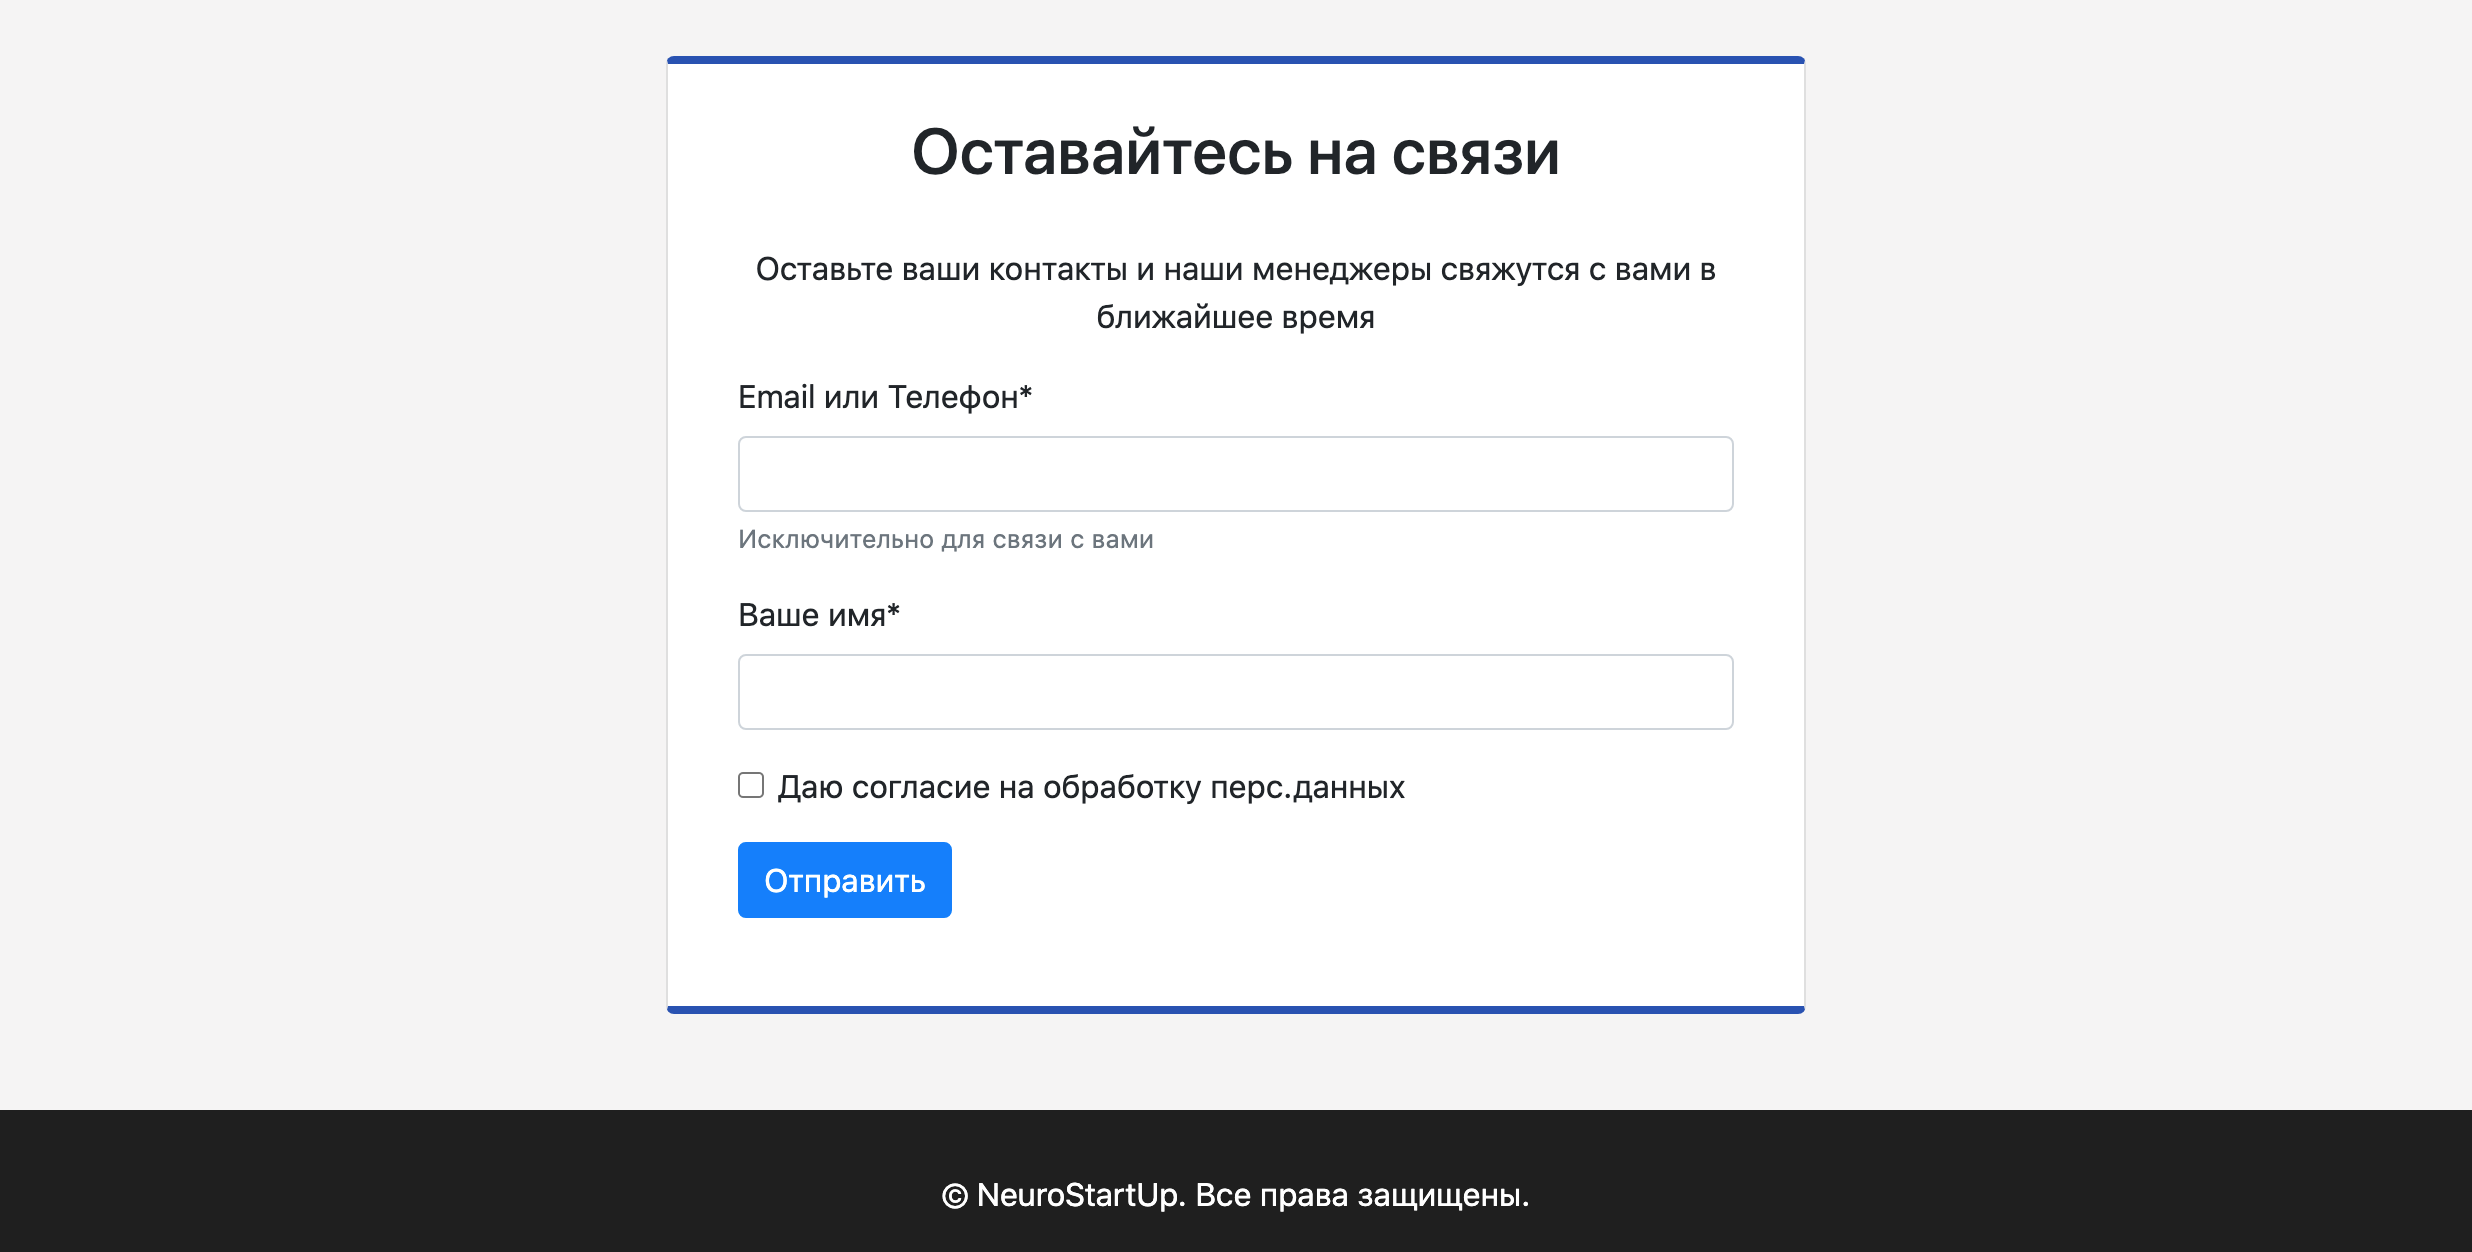 Оставайтесь на связи
Оставьте ваши контакты и наши менеджеры свяжутся с вами в
ближайшее время
Email или Телефон*
Исключительно для связи с вами
Ваше имя*
Даю согласие на обработку перс.данных
Отправить
© NeuroStartUp. Все права защищены.